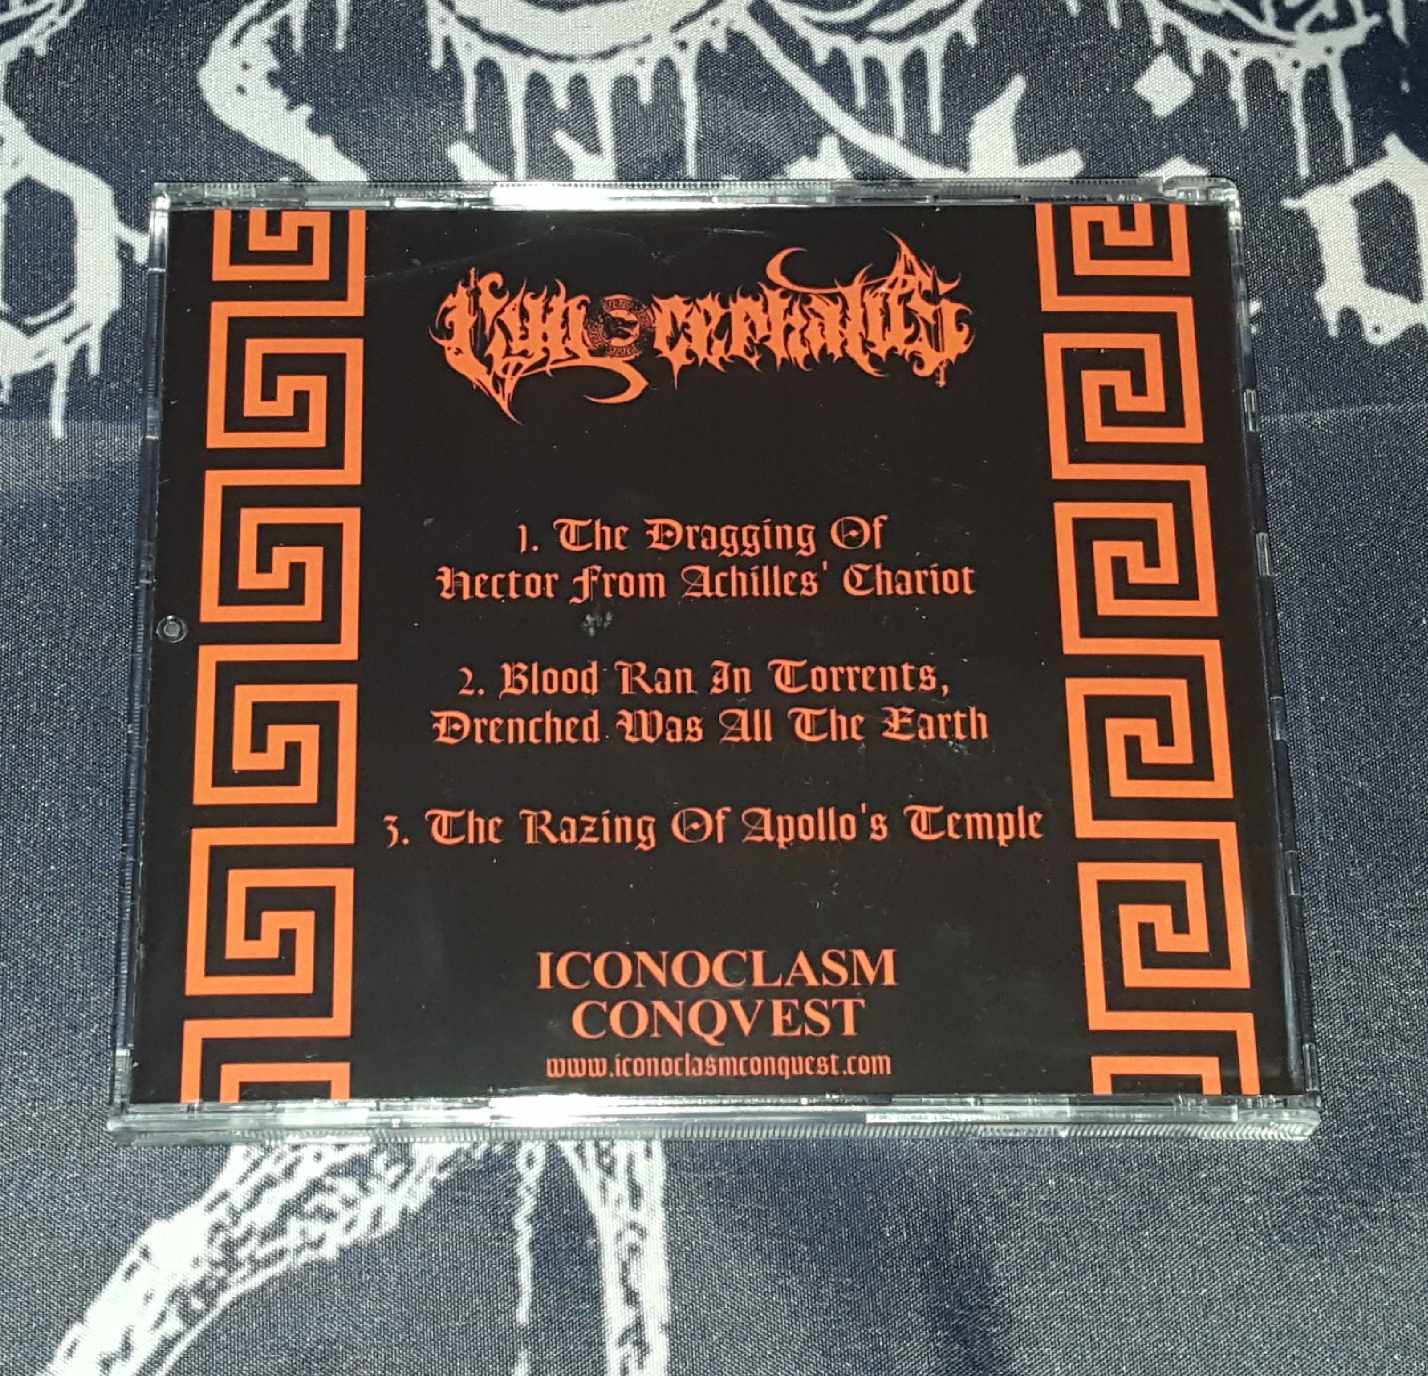 Cynocephalus
1. The Dragging Of
Hector From Achilles' Chariot
2. Blood Ran In Torrents,
Drenched Was All The Earth
3. The Razing Of Apollo's Temple
ICONOCLASM
CONQVEST
www.iconoclasmconquest.com